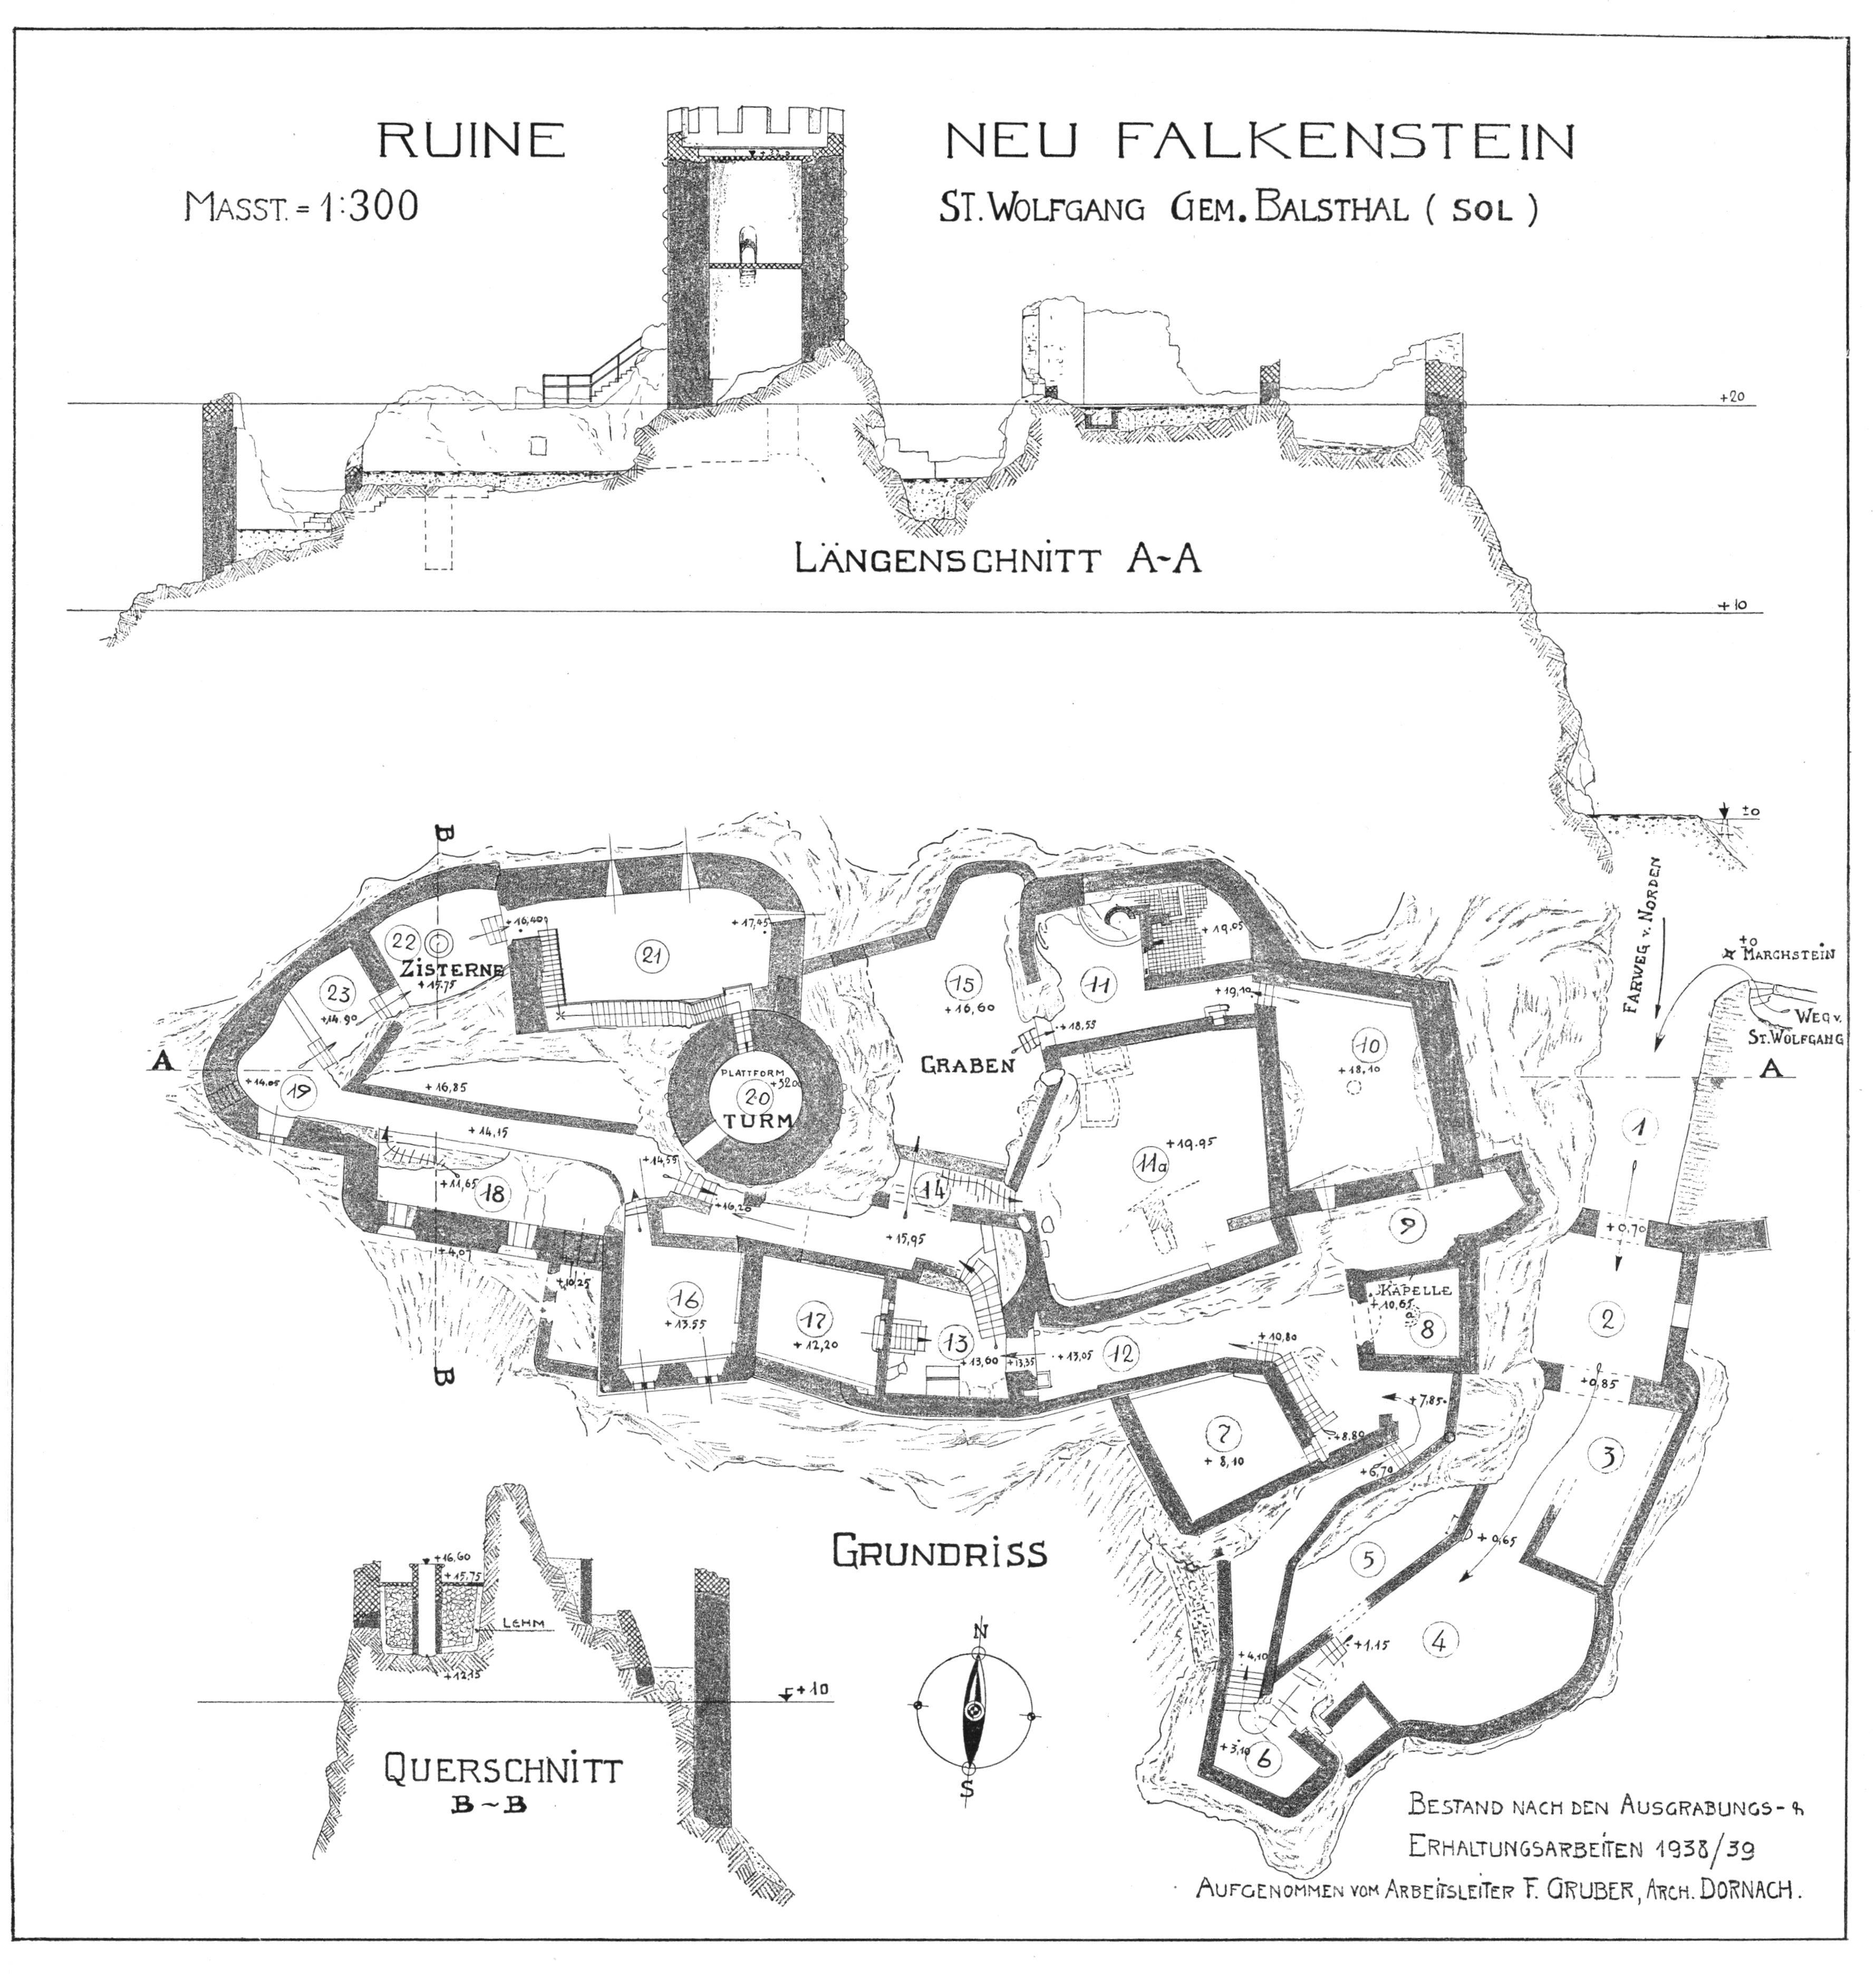 RUINE NEU FALKENSTEIN
MASST. = 1:300
ST. WOLFGANG GEM. BALSTHAL ( SOL )
+20
LÄNGENSCHNITT A~A
+10
±0
B
FARWEG v. NORDEN
±0
MARCHSTEIN
WEG v.
ST. WOLFGANG
A
A
22
ZISTERNE
+15.75
+16,40
21
+17,45
23
+14.90
19
+14.05
+16,85
+14,15
PLATTFORM
20
TURM
15
+16,60
GRABEN
11
+19.05
+19,10
+18,55
10
+18,10
11a
+19.95
1
+0,70
18
+11,65
+4,07
+10,25
+14,55
+16,20
14
+15,95
16
+13.55
17
+12,20
13
+13,60
+13,35
+13,05
12
+10,80
9
KAPELLE
+10,65
8
2
+0,85
B
7
+8,10
+8.80
+7,85
+6,70
3
5
+0,65
4
+1,15
+4,10
+3,10
6
GRUNDRISS
+16,60
+15,75
LEHM
+12,15
+10
QUERSCHNITT
B~B
N
S
BESTAND NACH DEN AUSGRABUNGS- &
ERHALTUNGSARBEITEN 1938/39
AUFGENOMMEN VOM ARBEITSLEITER F. GRUBER, ARCH. DORNACH.